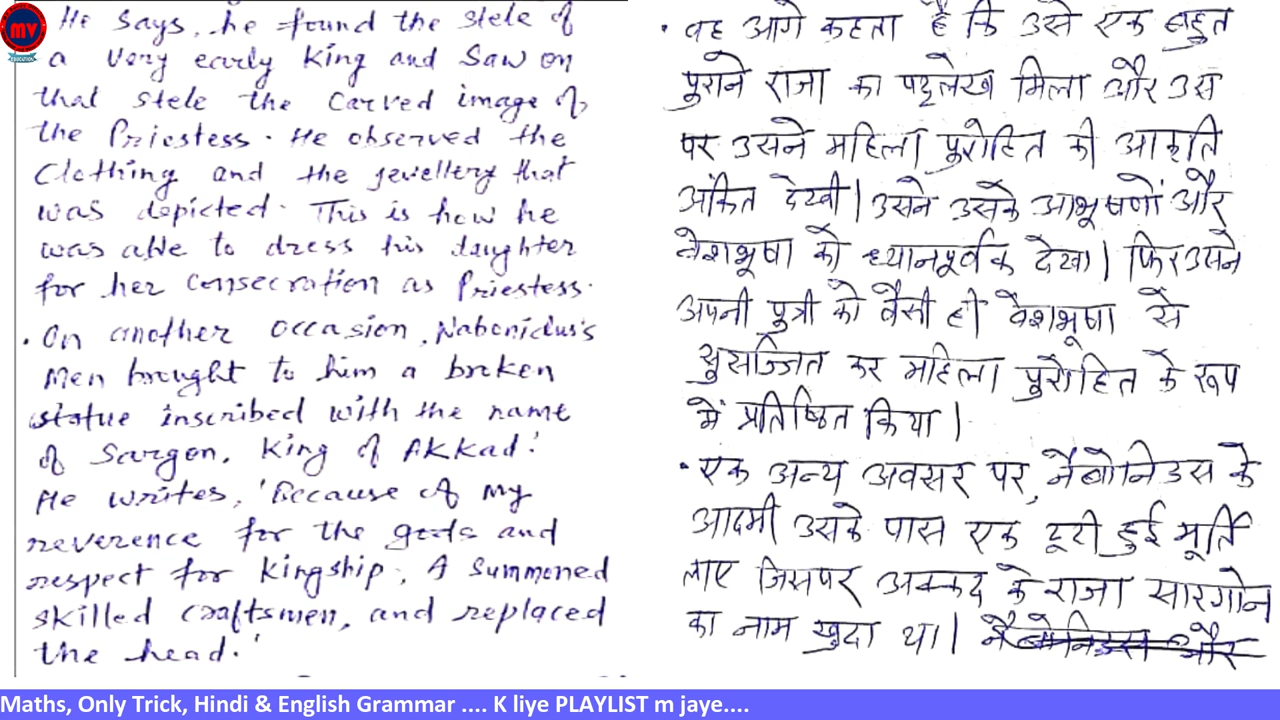 mv
EDUCATION
He says, he found the stele of
a very early King and Saw on
that stele the Carved image of
the Priestess. He observed the
Clothing and the jewellery that
was depicted. This is how he
was able to dress his daughter
for her Consecration as Priestess.
• On another occasion, Nabonidus's
Men brought to him a broken
statue inscribed with the name
of Sargon, King of Akkad.'
He writes, 'Because of my
reverence for the gods and
respect for Kingship, A Summoned
skilled craftsmen, and replaced
the head.'
• वह आगे कहता है कि उसे एक बहुत
पुराने राजा का पट्टलेख मिला और उस
पर उसने महिला पुरोहित की आकृति
अंकित देखी। उसने उसके आभूषणों और
वेशभूषा को ध्यानपूर्वक देखा। फिर उसने
अपनी पुत्री को वैसी ही वेशभूषा से
सुसज्जित कर महिला पुरोहित के रूप
में प्रतिष्ठित किया।
• एक अन्य अवसर पर, नैबोनिडस के
आदमी उसके पास एक टूटी हुई मूर्ति
लाए जिसपर अक्कद के राजा सारगोन
का नाम खुदा था। नैबोनिडस और
Maths, Only Trick, Hindi & English Grammar .... K liye PLAYLIST m jaye....